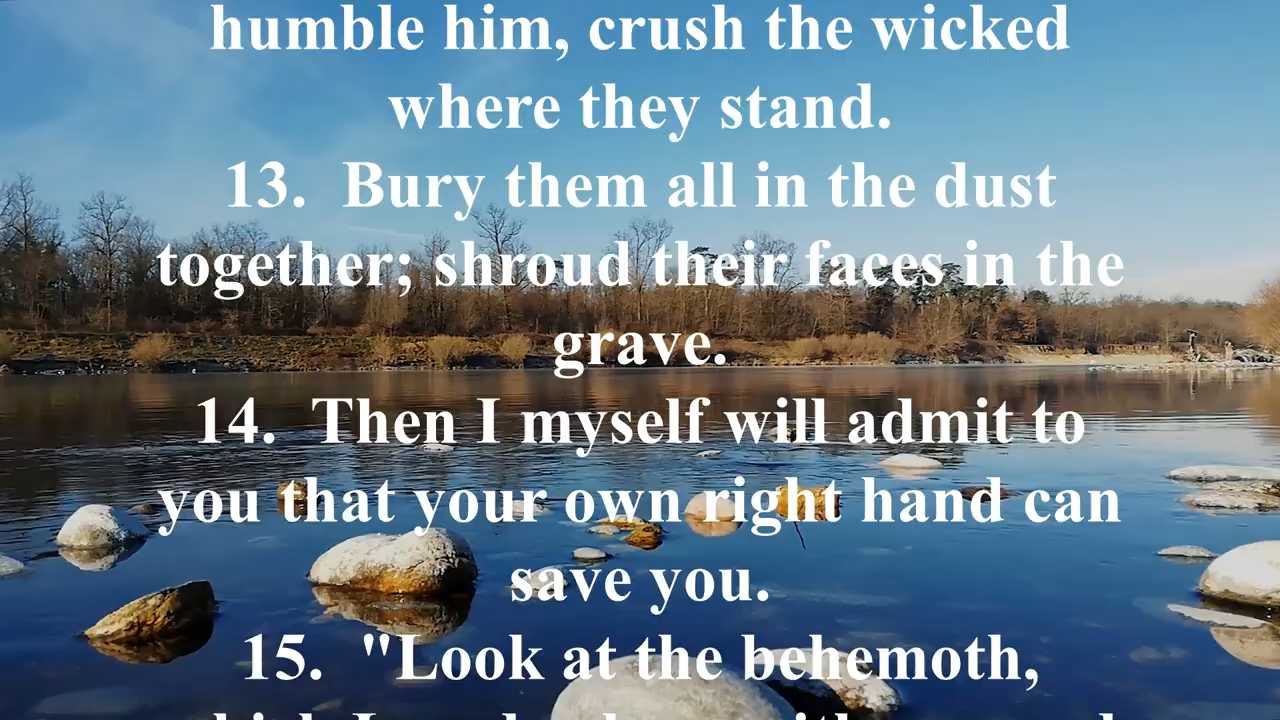 humble him, crush the wicked
where they stand.
13.  Bury them all in the dust
together; shroud their faces in the
grave.
14.  Then I myself will admit to
you that your own right hand can
save you.
15.  "Look at the behemoth,